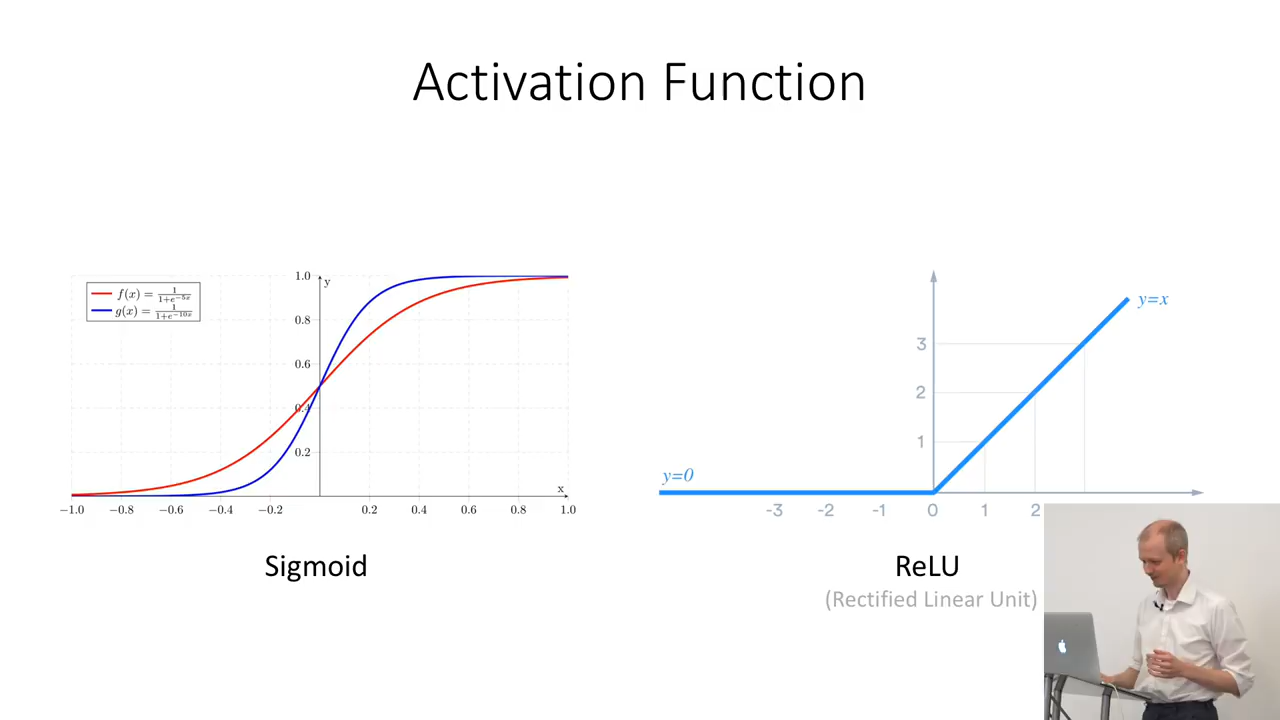 Activation Function
f(x) = 1/(1+e^{-5x})
g(x) = 1/(1+e^{-10x})
y
1.0
0.8
0.6
0.4
0.2
x
−1.0 −0.8 −0.6 −0.4 −0.2 0.2 0.4 0.6 0.8 1.0
Sigmoid
y=x
3
2
1
y=0
-3 -2 -1 0 1 2
ReLU
(Rectified Linear Unit)